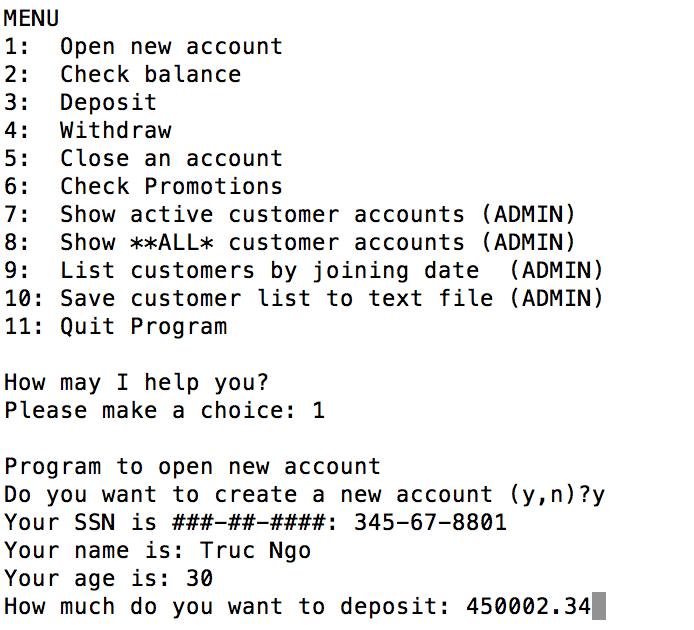 MENU
1:  Open new account
2:  Check balance
3:  Deposit
4:  Withdraw
5:  Close an account
6:  Check Promotions
7:  Show active customer accounts (ADMIN)
8:  Show **ALL* customer accounts (ADMIN)
9:  List customers by joining date  (ADMIN)
10: Save customer list to text file (ADMIN)
11: Quit Program
How may I help you?
Please make a choice: 1
Program to open new account
Do you want to create a new account (y,n)?y
Your SSN is ###-##-####: 345-67-8801
Your name is: Truc Ngo
Your age is: 30
How much do you want to deposit: 450002.34